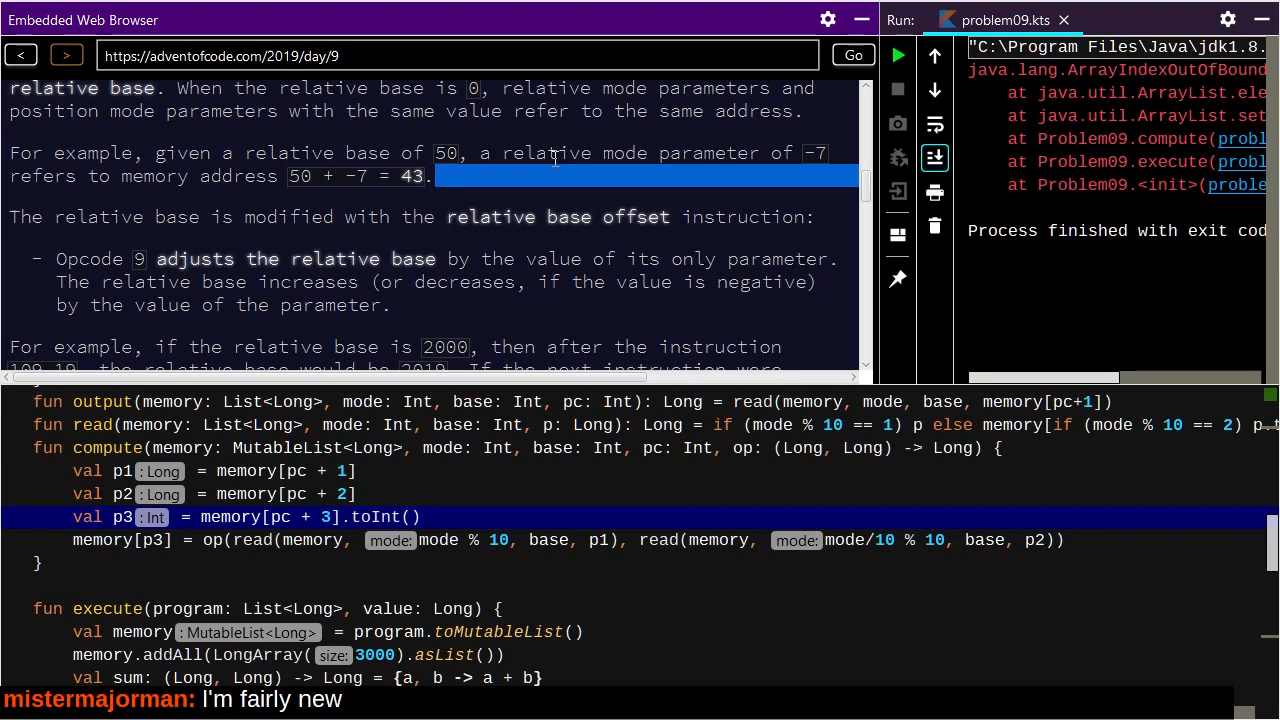 Embedded Web Browser
< > https://adventofcode.com/2019/day/9 Go
relative base. When the relative base is 0, relative mode parameters and
position mode parameters with the same value refer to the same address.
For example, given a relative base of 50, a relative mode parameter of -7
refers to memory address 50 + -7 = 43.
The relative base is modified with the relative base offset instruction:
- Opcode 9 adjusts the relative base by the value of its only parameter.
The relative base increases (or decreases, if the value is negative)
by the value of the parameter.
For example, if the relative base is 2000, then after the instruction
109,19, the relative base would be 2019. If the next instruction were
Run: problem09.kts
"C:\Program Files\Java\jdk1.8.
java.lang.ArrayIndexOutOfBound
at java.util.ArrayList.ele
at java.util.ArrayList.set
at Problem09.compute(probl
at Problem09.execute(probl
at Problem09.<init>(proble
Process finished with exit cod
}
fun output(memory: List<Long>, mode: Int, base: Int, pc: Int): Long = read(memory, mode, base, memory[pc+1])
fun read(memory: List<Long>, mode: Int, base: Int, p: Long): Long = if (mode % 10 == 1) p else memory[if (mode % 10 == 2) p
fun compute(memory: MutableList<Long>, mode: Int, base: Int, pc: Int, op: (Long, Long) -> Long) {
val p1 : Long = memory[pc + 1]
val p2 : Long = memory[pc + 2]
val p3 : Int = memory[pc + 3].toInt()
memory[p3] = op(read(memory, mode: mode % 10, base, p1), read(memory, mode: mode/10 % 10, base, p2))
}
fun execute(program: List<Long>, value: Long) {
val memory : MutableList<Long> = program.toMutableList()
memory.addAll(LongArray( size: 3000).asList())
val sum: (Long, Long) -> Long = {a, b -> a + b}
mistermajorman: I'm fairly new